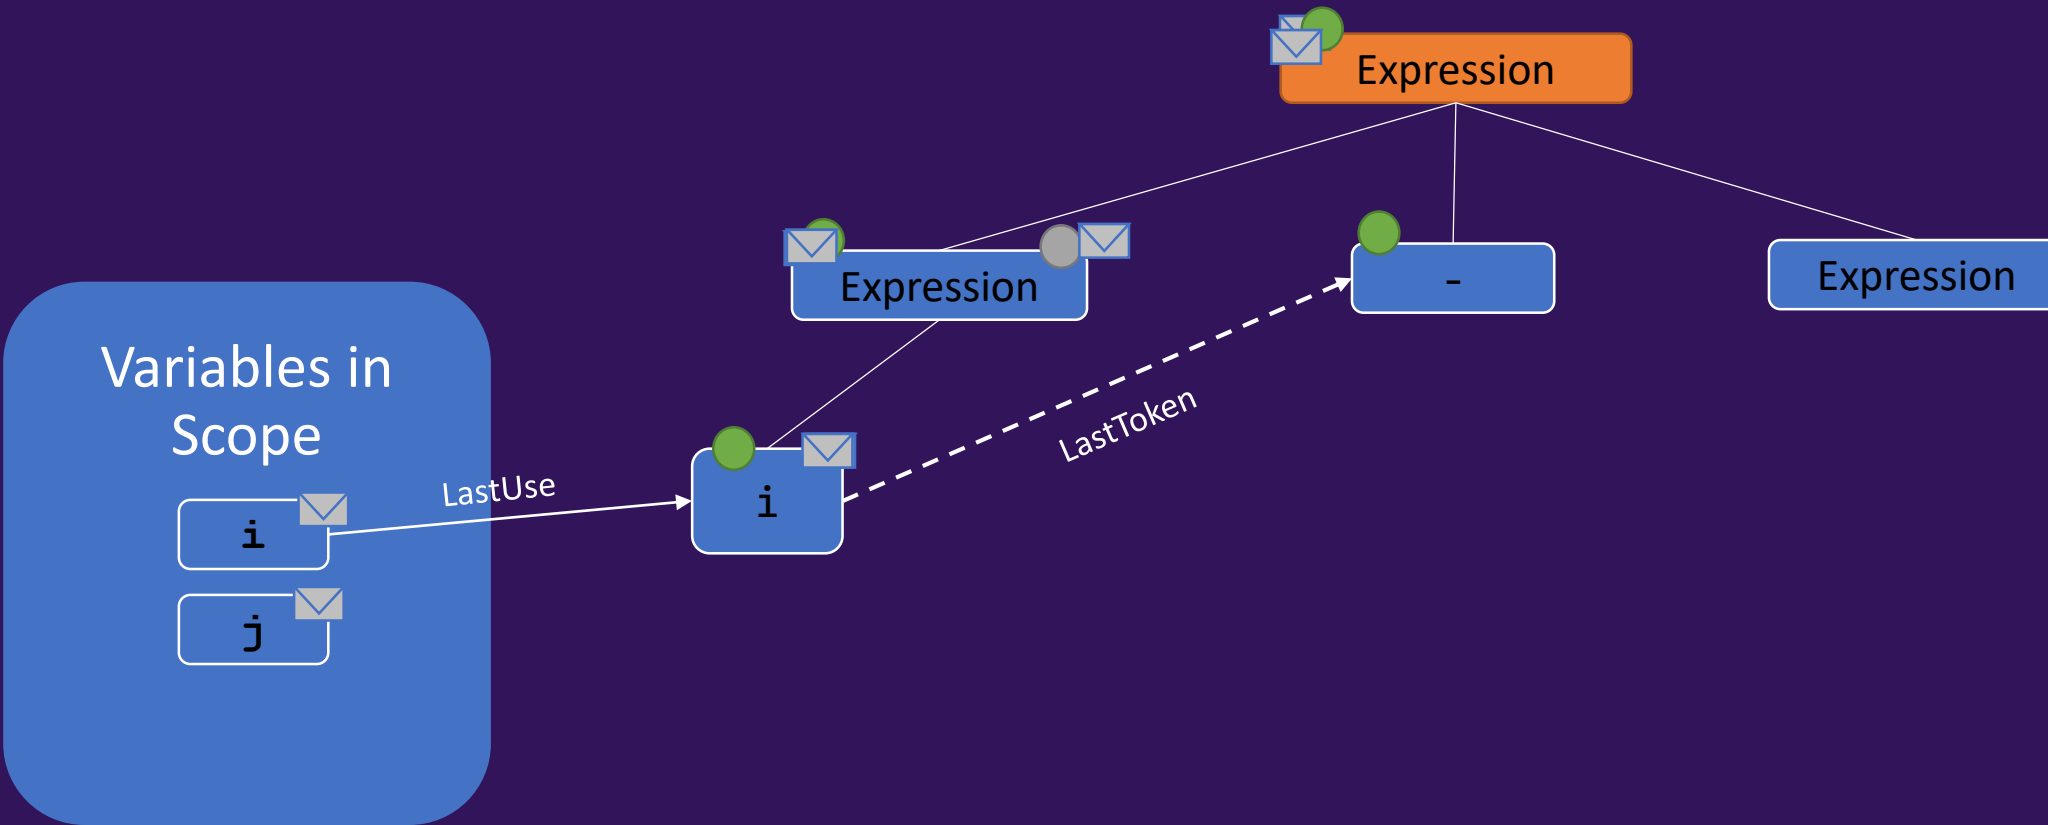 Expression
Expression
-
Expression
Variables in
Scope
LastUse
LastToken
i
i
j